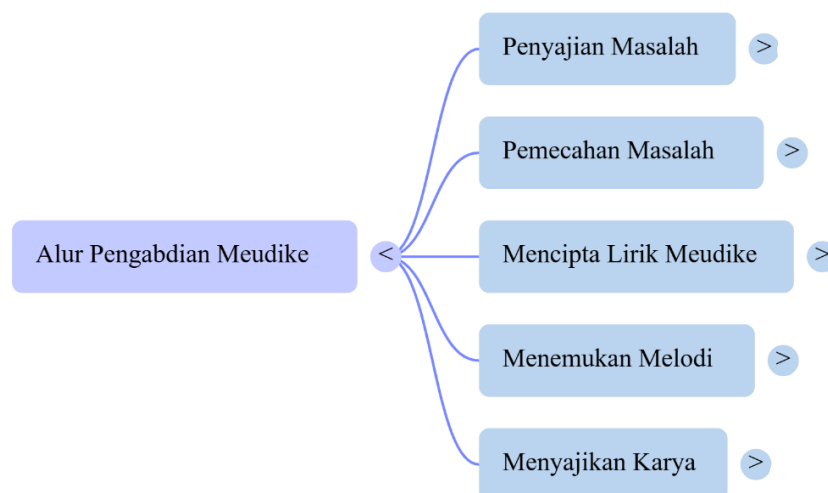 Penyajian Masalah >
Pemecahan Masalah >
Alur Pengabdian Meudike <
Mencipta Lirik Meudike >
Menemukan Melodi >
Menyajikan Karya >